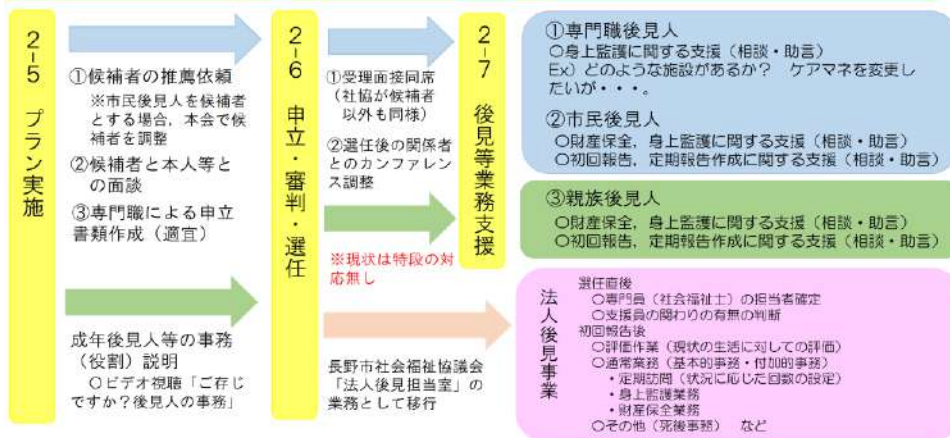 2-5 プラン実施
①候補者の推薦依頼
※市民後見人を候補者
とする場合，本会で候
補者を調整
②候補者と本人等と
の面談
③専門職による申立
書類作成（適宜）
成年後見人等の事務
（役割）説明
○ビデオ視聴「ご存じ
ですか？後見人の事務」
2-6 申立・審判・選任
①受理面接同席
（社協が候補者
以外も同様）
②選任後の関係者
とのカンファレン
ス調整
※現状は特段の対
応無し
長野市社会福祉協議会
「法人後見担当室」の
業務として移行
2-7 後見等業務支援
①専門職後見人
○身上監護に関する支援（相談・助言）
Ex）どのような施設があるか？ ケアマネを変更し
たいが・・・。
②市民後見人
○財産保全，身上監護に関する支援（相談・助言）
○初回報告，定期報告作成に関する支援（相談・助言）
③親族後見人
○財産保全，身上監護に関する支援（相談・助言）
○初回報告，定期報告作成に関する支援（相談・助言）
法人後見事業
選任直後
○専門員（社会福祉士）の担当者確定
○支援員の関わりの有無の判断
初回報告後
○評価作業（現状の生活に対しての評価）
○通常業務（基本的事務・付加的事務）
・定期訪問（状況に応じた回数の設定）
・身上監護業務
・財産保全業務
○その他（死後事務） など